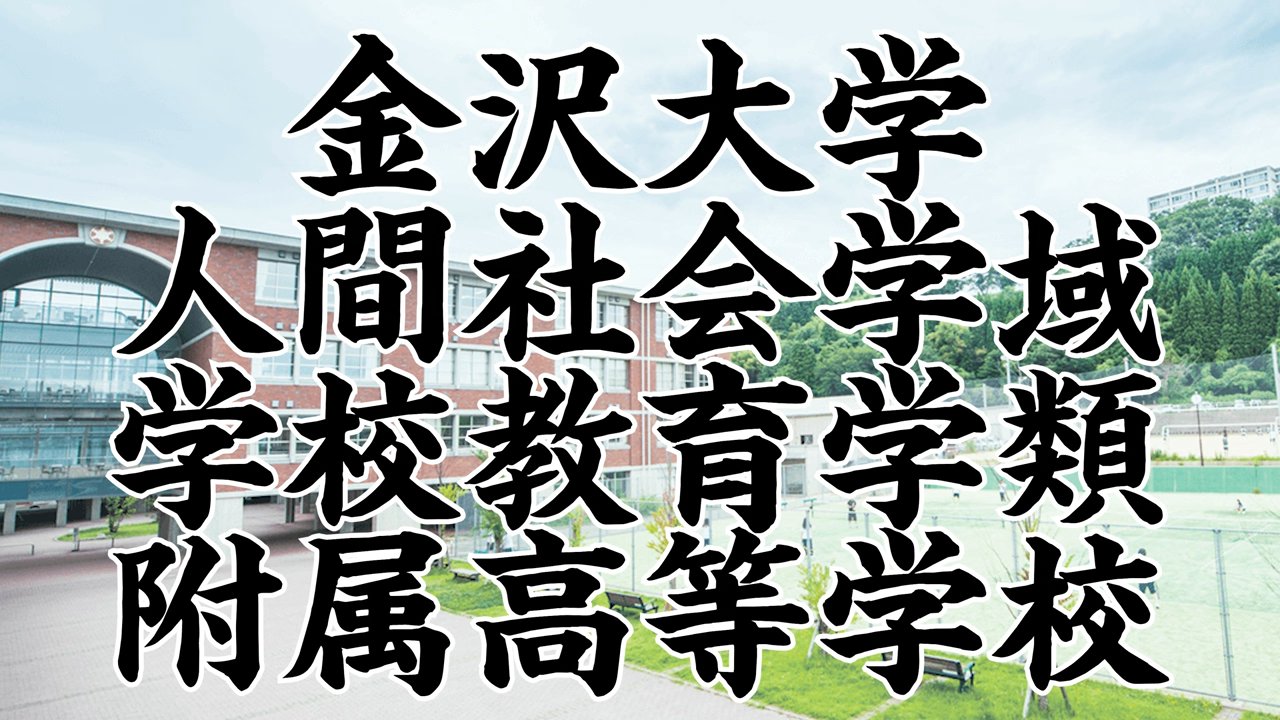 金沢大学
人間社会学域
学校教育学類
附属高等学校